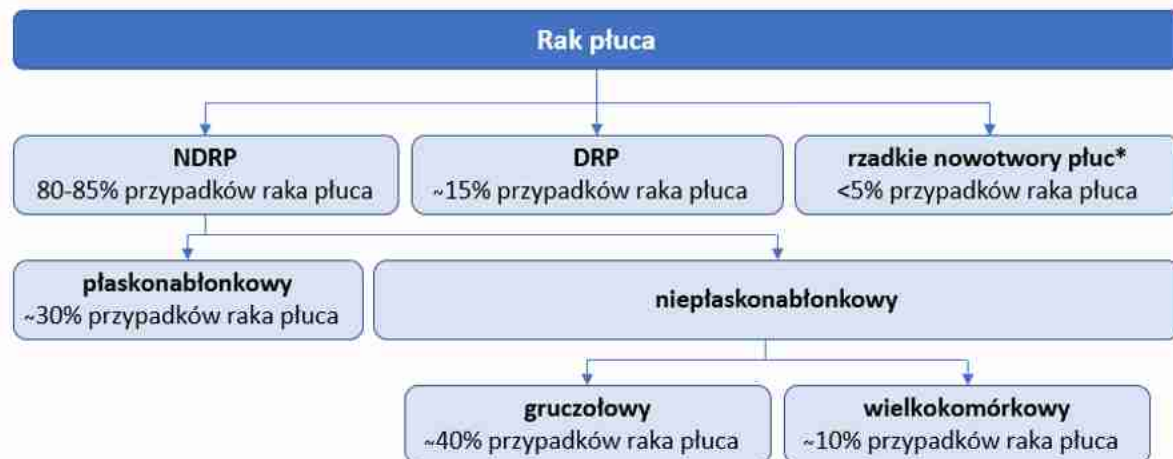 Rak płuca
NDRP
80-85% przypadków raka płuca
DRP
~15% przypadków raka płuca
rzadkie nowotwory płuc*
<5% przypadków raka płuca
płaskonabłonkowy
~30% przypadków raka płuca
niepłaskonabłonkowy
gruczołowy
~40% przypadków raka płuca
wielkokomórkowy
~10% przypadków raka płuca